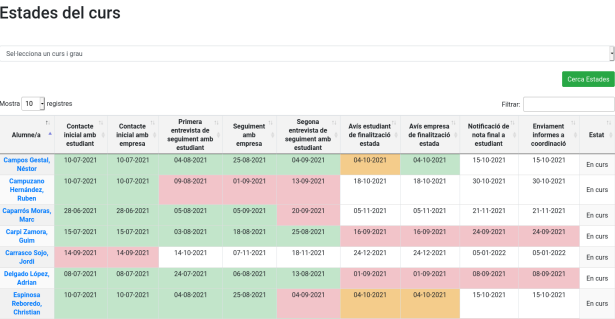 Estades del curs
Sel·lecciona un curs i grau
Cerca Estades
Mostra 10 registres
Filtrar:
Alumne/a Contacte inicial amb estudiant Contacte inicial amb empresa Primera entrevista de seguiment amb estudiant Seguiment amb empresa Segona entrevista de seguiment amb estudiant Avís estudiant de finalització estada Avís empresa de finalització estada Notificació de nota final a estudiant Enviament informes a coordinació Estat
Campos Gestal, Néstor 10-07-2021 10-07-2021 04-08-2021 25-08-2021 04-09-2021 04-10-2021 04-10-2021 15-10-2021 15-10-2021 En curs
Campuzano Hernández, Ruben 10-07-2021 10-07-2021 09-08-2021 01-09-2021 13-09-2021 18-10-2021 18-10-2021 30-10-2021 30-10-2021 En curs
Caparrós Moras, Marc 28-06-2021 28-06-2021 05-08-2021 05-09-2021 20-09-2021 05-11-2021 05-11-2021 21-11-2021 21-11-2021 En curs
Carpi Zamora, Guim 15-07-2021 15-07-2021 03-08-2021 18-08-2021 25-08-2021 16-09-2021 16-09-2021 24-09-2021 24-09-2021 En curs
Carrasco Sojo, Jordi 14-09-2021 14-09-2021 14-10-2021 07-11-2021 18-11-2021 24-12-2021 24-12-2021 05-01-2022 05-01-2022 En curs
Delgado López, Adrian 08-07-2021 08-07-2021 24-07-2021 06-08-2021 13-08-2021 01-09-2021 01-09-2021 08-09-2021 08-09-2021 En curs
Espinosa Reboredo, Christian 10-07-2021 10-07-2021 04-08-2021 25-08-2021 04-09-2021 04-10-2021 04-10-2021 15-10-2021 15-10-2021 En curs